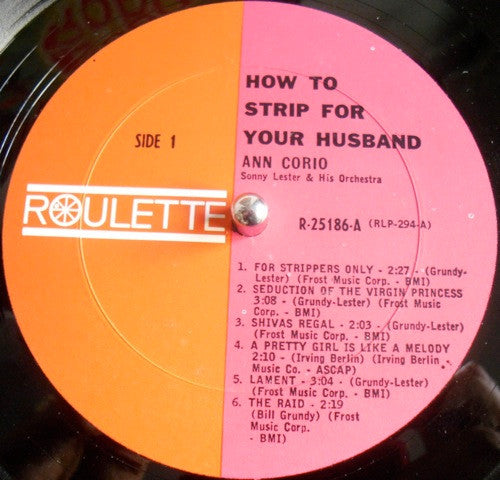 HOW TO
STRIP FOR
YOUR HUSBAND
SIDE 1
ANN CORIO
Sonny Lester & His Orchestra
ROULETTE
R-25186-A (RLP-294-A)
1. FOR STRIPPERS ONLY - 2:27 - (Grundy-
Lester) (Frost Music Corp. - BMI)
2. SEDUCTION OF THE VIRGIN PRINCESS
3:08 - (Grundy-Lester) (Frost Music
Corp. - BMI)
3. SHIVAS REGAL - 2:03 - (Grundy-Lester)
(Frost Music Corp. - BMI)
4. A PRETTY GIRL IS LIKE A MELODY
2:10 - (Irving Berlin) (Irving Berlin
Music Co. - ASCAP)
5. LAMENT - 3:04 - (Grundy-Lester)
(Frost Music Corp. - BMI)
6. THE RAID - 2:19
(Bill Grundy) (Frost
Music Corp.
- BMI)